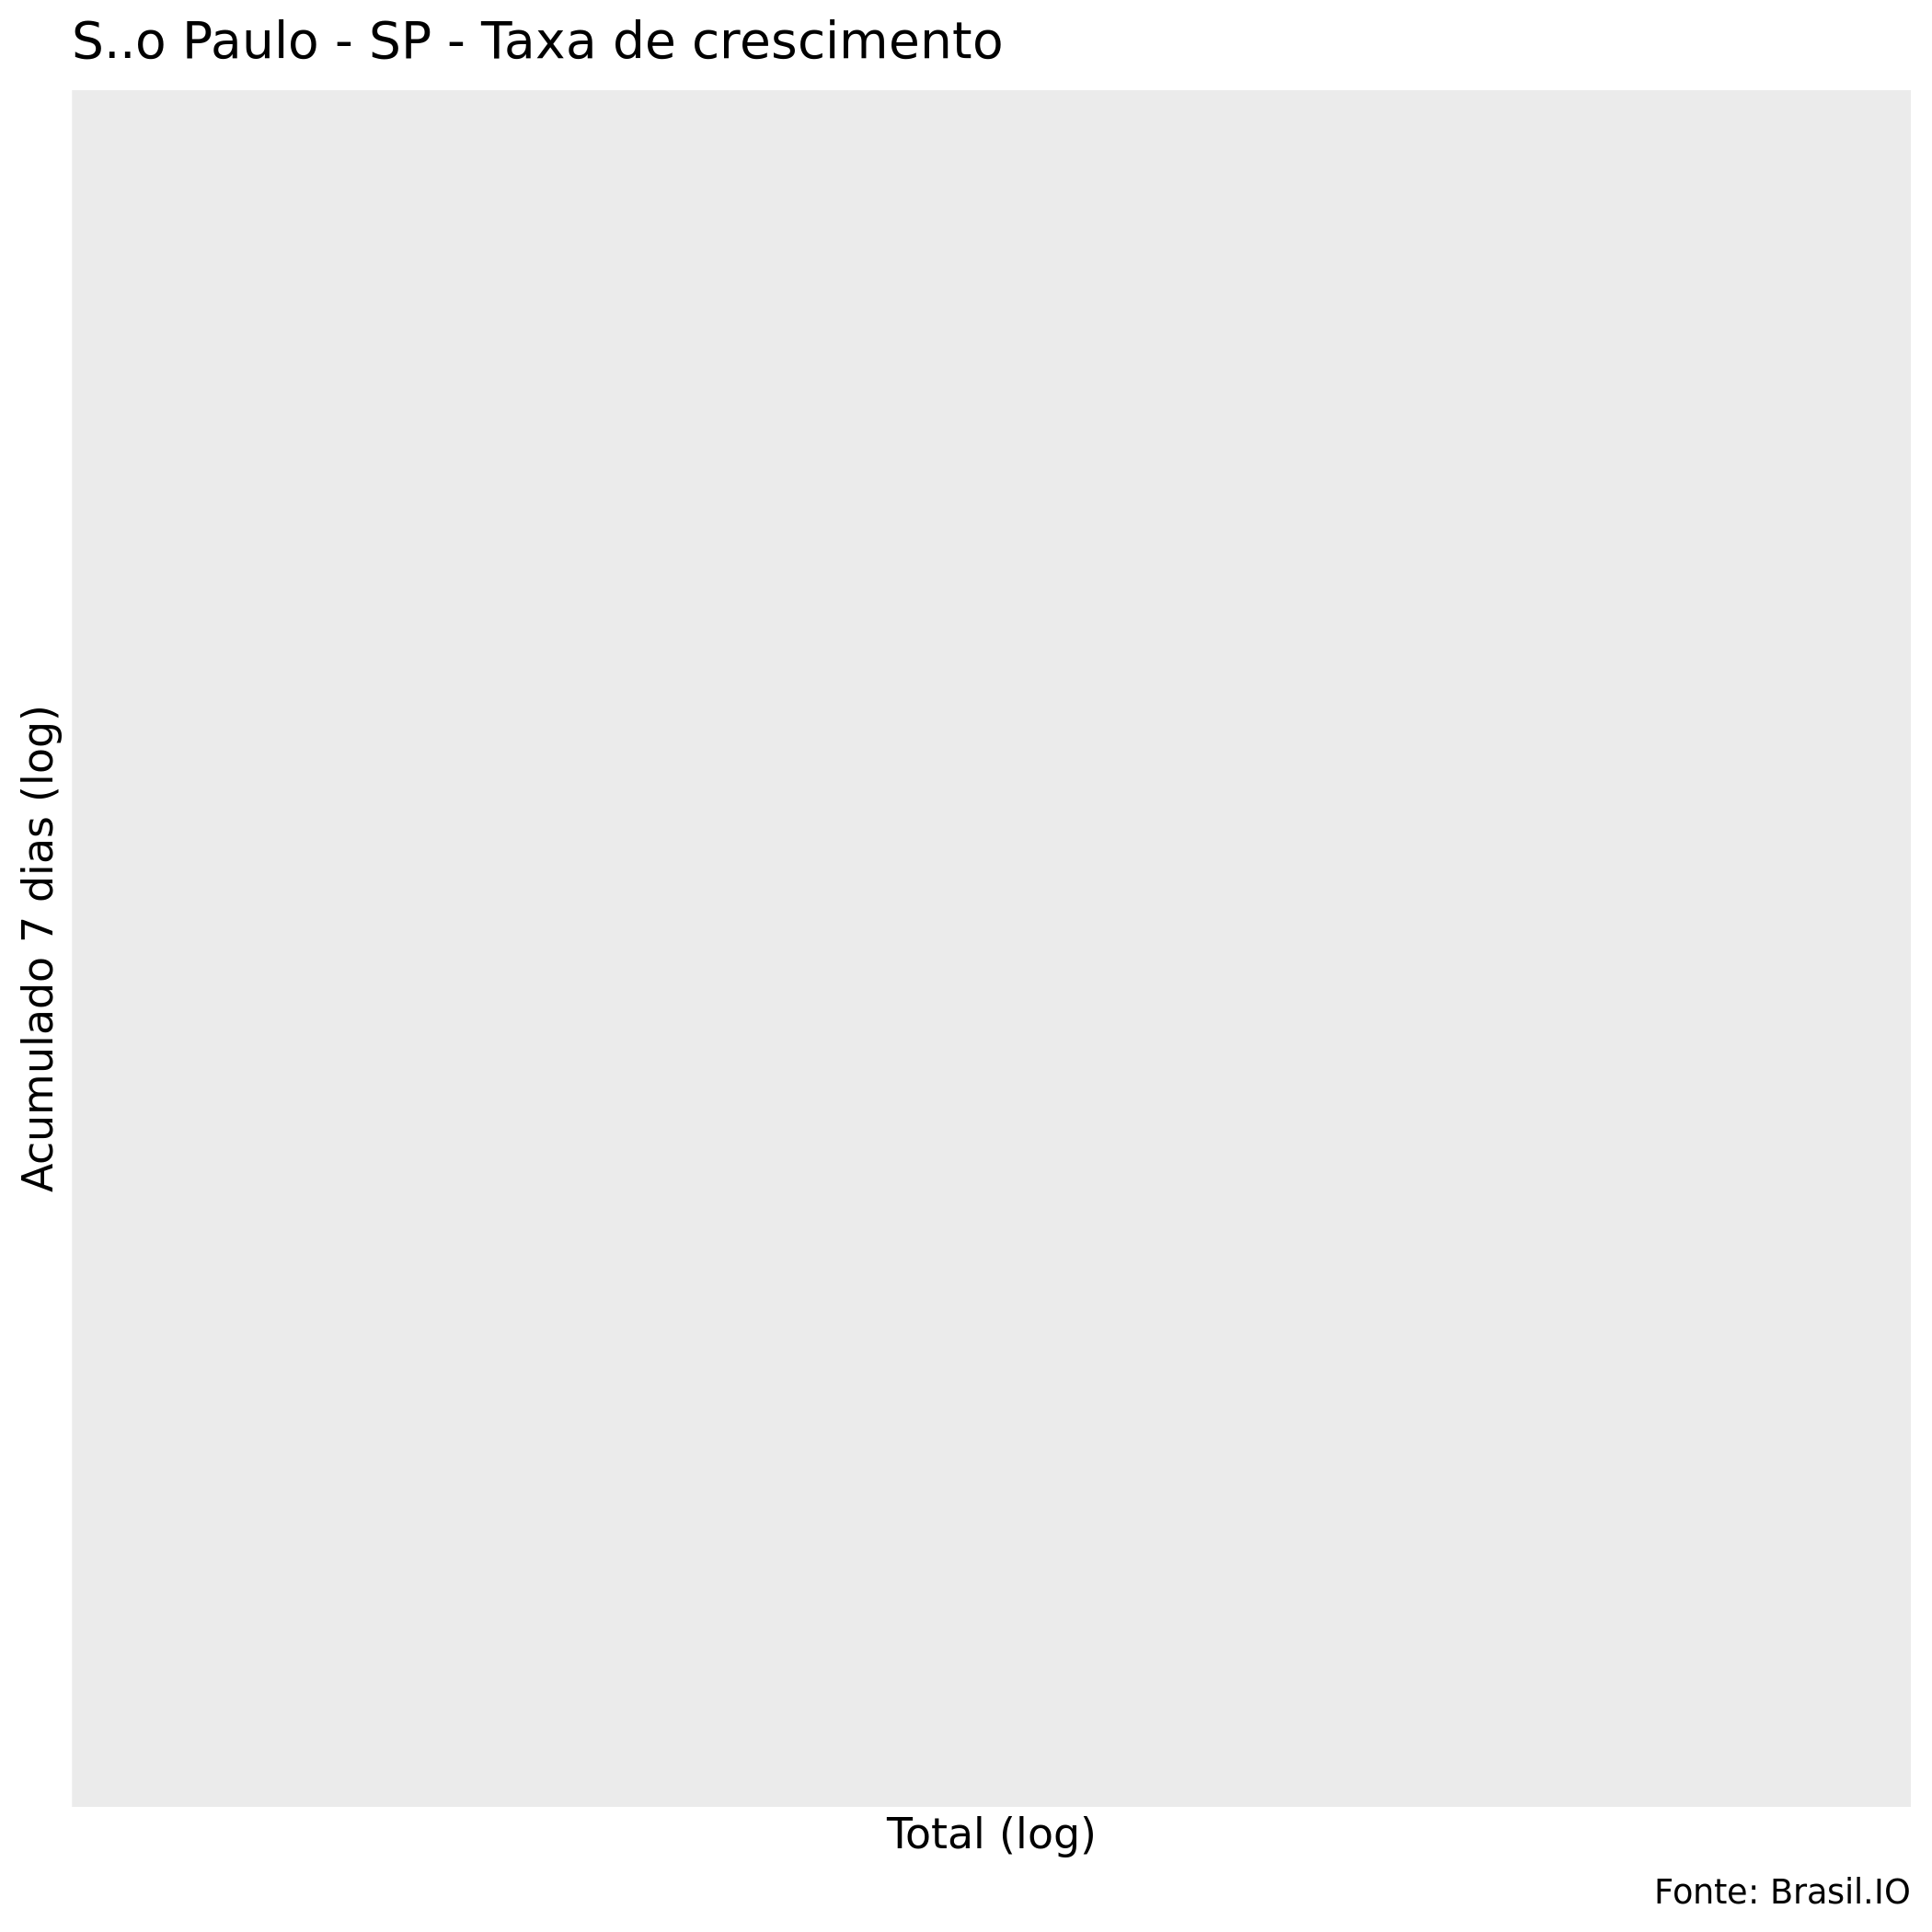 S..o Paulo - SP - Taxa de crescimento
Acumulado 7 dias (log)
Total (log)
Fonte: Brasil.IO